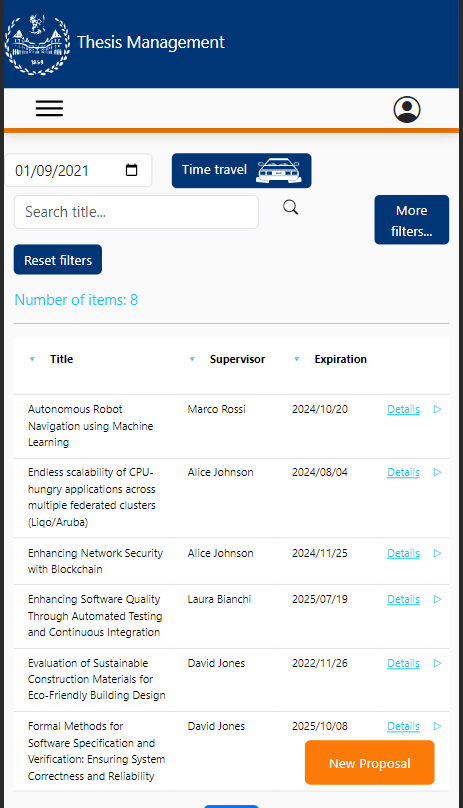 1859
Thesis Management
01/09/2021
Time travel
Search title...
More
filters...
Reset filters
Number of items: 8
Title Supervisor Expiration
Autonomous Robot Marco Rossi 2024/10/20 Details
Navigation using Machine
Learning
Endless scalability of CPU- Alice Johnson 2024/08/04 Details
hungry applications across
multiple federated clusters
(Liqo/Aruba)
Enhancing Network Security Alice Johnson 2024/11/25 Details
with Blockchain
Enhancing Software Quality Laura Bianchi 2025/07/19 Details
Through Automated Testing
and Continuous Integration
Evaluation of Sustainable David Jones 2022/11/26 Details
Construction Materials for
Eco-Friendly Building Design
Formal Methods for David Jones 2025/10/08 Details
Software Specification and
Verification: Ensuring System
Correctness and Reliability
New Proposal